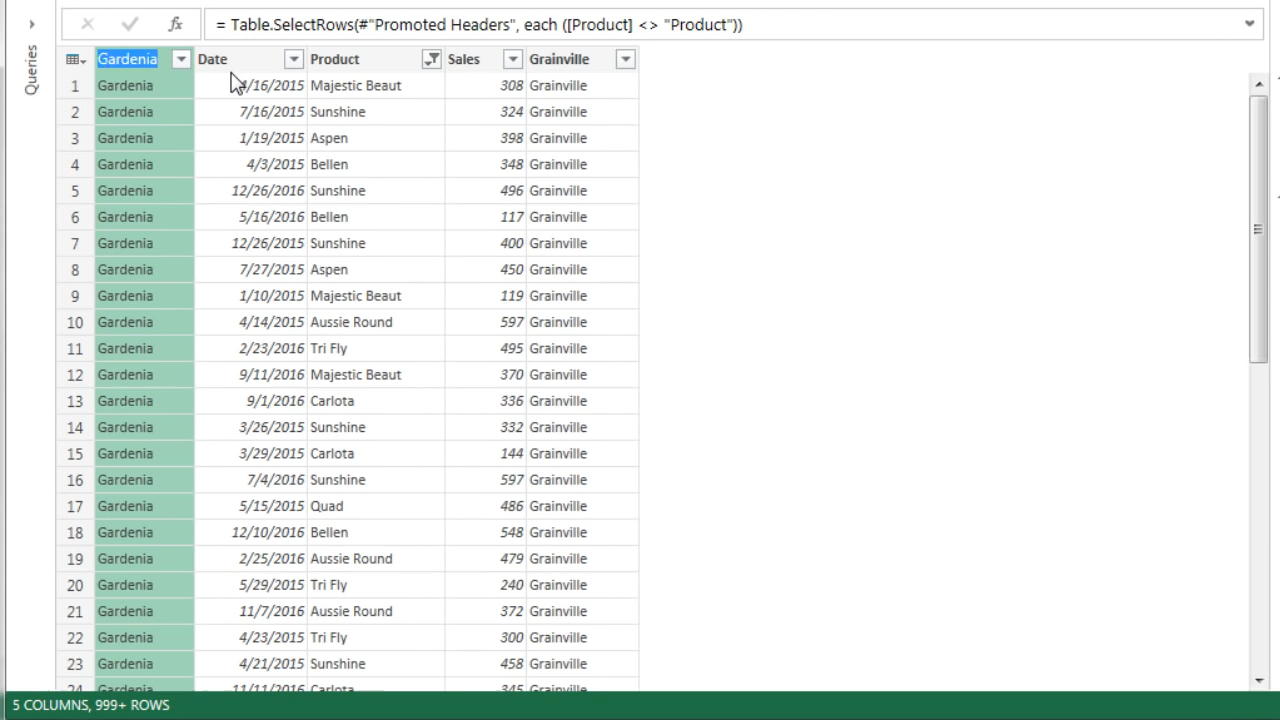 fx = Table.SelectRows(#"Promoted Headers", each ([Product] <> "Product"))
Queries
Gardenia Date Product Sales Grainville
1 Gardenia /16/2015 Majestic Beaut 308 Grainville
2 Gardenia 7/16/2015 Sunshine 324 Grainville
3 Gardenia 1/19/2015 Aspen 398 Grainville
4 Gardenia 4/3/2015 Bellen 348 Grainville
5 Gardenia 12/26/2016 Sunshine 496 Grainville
6 Gardenia 5/16/2016 Bellen 117 Grainville
7 Gardenia 12/26/2015 Sunshine 400 Grainville
8 Gardenia 7/27/2015 Aspen 450 Grainville
9 Gardenia 1/10/2015 Majestic Beaut 119 Grainville
10 Gardenia 4/14/2015 Aussie Round 597 Grainville
11 Gardenia 2/23/2016 Tri Fly 495 Grainville
12 Gardenia 9/11/2016 Majestic Beaut 370 Grainville
13 Gardenia 9/1/2016 Carlota 336 Grainville
14 Gardenia 3/26/2015 Sunshine 332 Grainville
15 Gardenia 3/29/2015 Carlota 144 Grainville
16 Gardenia 7/4/2016 Sunshine 597 Grainville
17 Gardenia 5/15/2015 Quad 486 Grainville
18 Gardenia 12/10/2016 Bellen 548 Grainville
19 Gardenia 2/25/2016 Aussie Round 479 Grainville
20 Gardenia 5/29/2015 Tri Fly 240 Grainville
21 Gardenia 11/7/2016 Aussie Round 372 Grainville
22 Gardenia 4/23/2015 Tri Fly 300 Grainville
23 Gardenia 4/21/2015 Sunshine 458 Grainville
24 Gardenia 11/11/2016 Carlota 345 Grainville
5 COLUMNS, 999+ ROWS